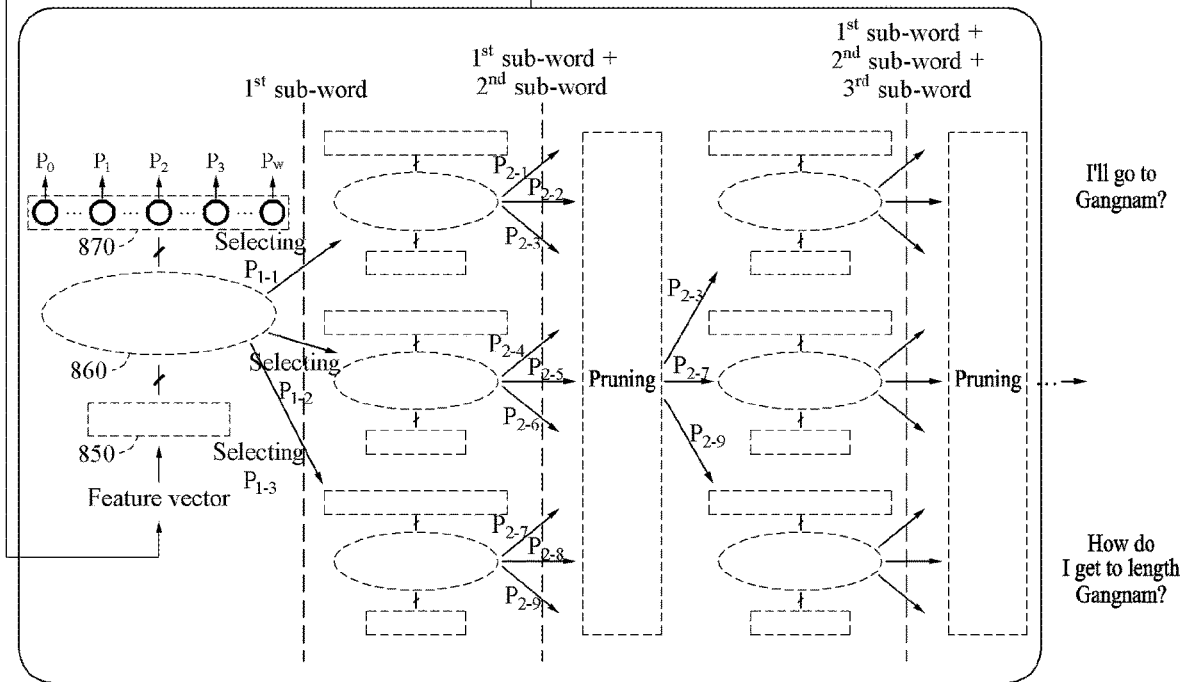 1st sub-word
1st sub-word +
2nd sub-word
1st sub-word +
2nd sub-word +
3rd sub-word
P0 P1 P2 P3 Pw
870
Selecting
P1-1
860
Selecting
P1-2
850
Selecting
P1-3
Feature vector
P2-1
P2-2
P2-3
P2-4
P2-5
P2-6
P2-7
P2-8
P2-9
Pruning
P2-3
P2-7
P2-9
Pruning
I'll go to
Gangnam?
How do
I get to length
Gangnam?